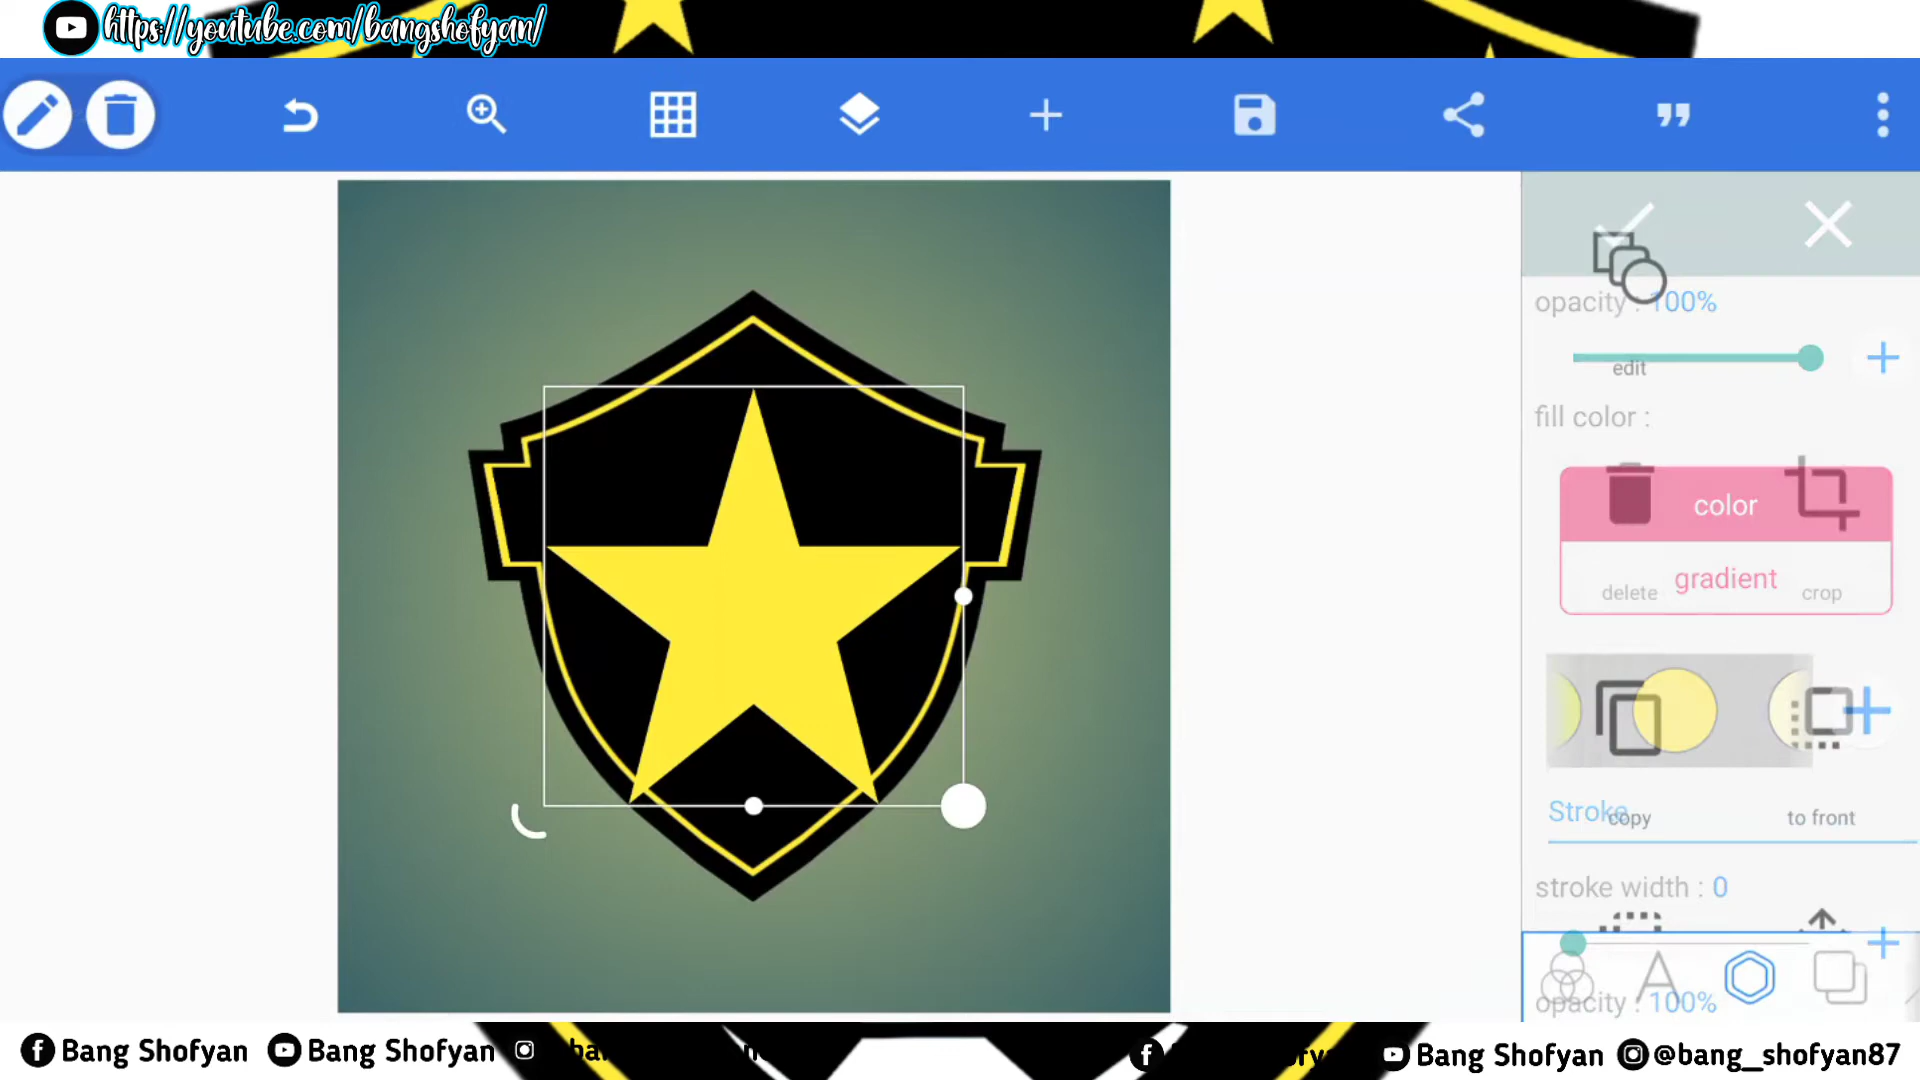 https://youtube.com/bangshofyan/
opacity : 100%
edit
fill color :
color
gradient
delete
crop
Stroke
copy
to front
stroke width : 0
opacity : 100%
Bang Shofyan
Bang Shofyan
Bang Shofyan
@bang__shofyan87